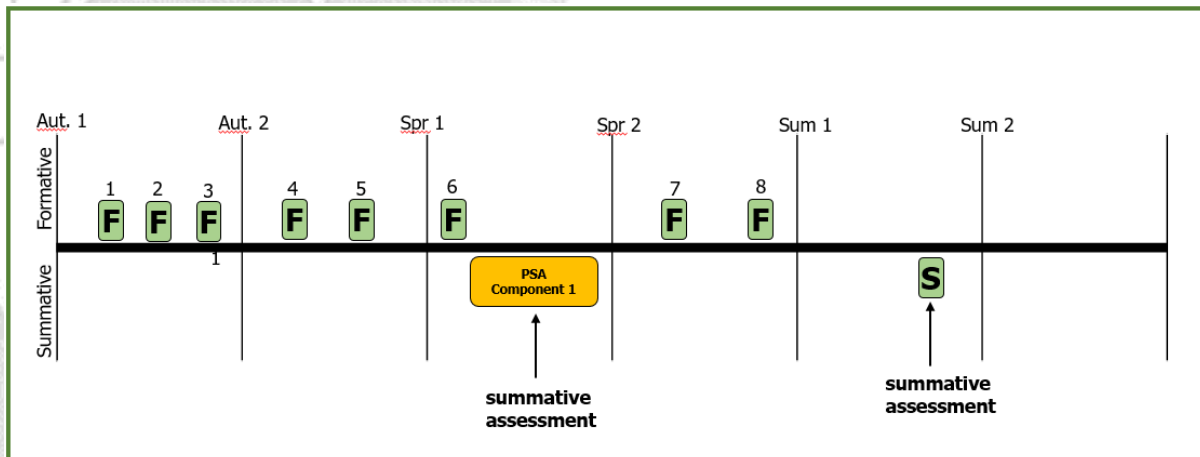 Aut. 1
Aut. 2
Spr 1
Spr 2
Sum 1
Sum 2
Formative
1
2
3
4
5
6
7
8
F
F
F
F
F
F
F
F
1
Summative
PSA
Component 1
S
summative
assessment
summative
assessment